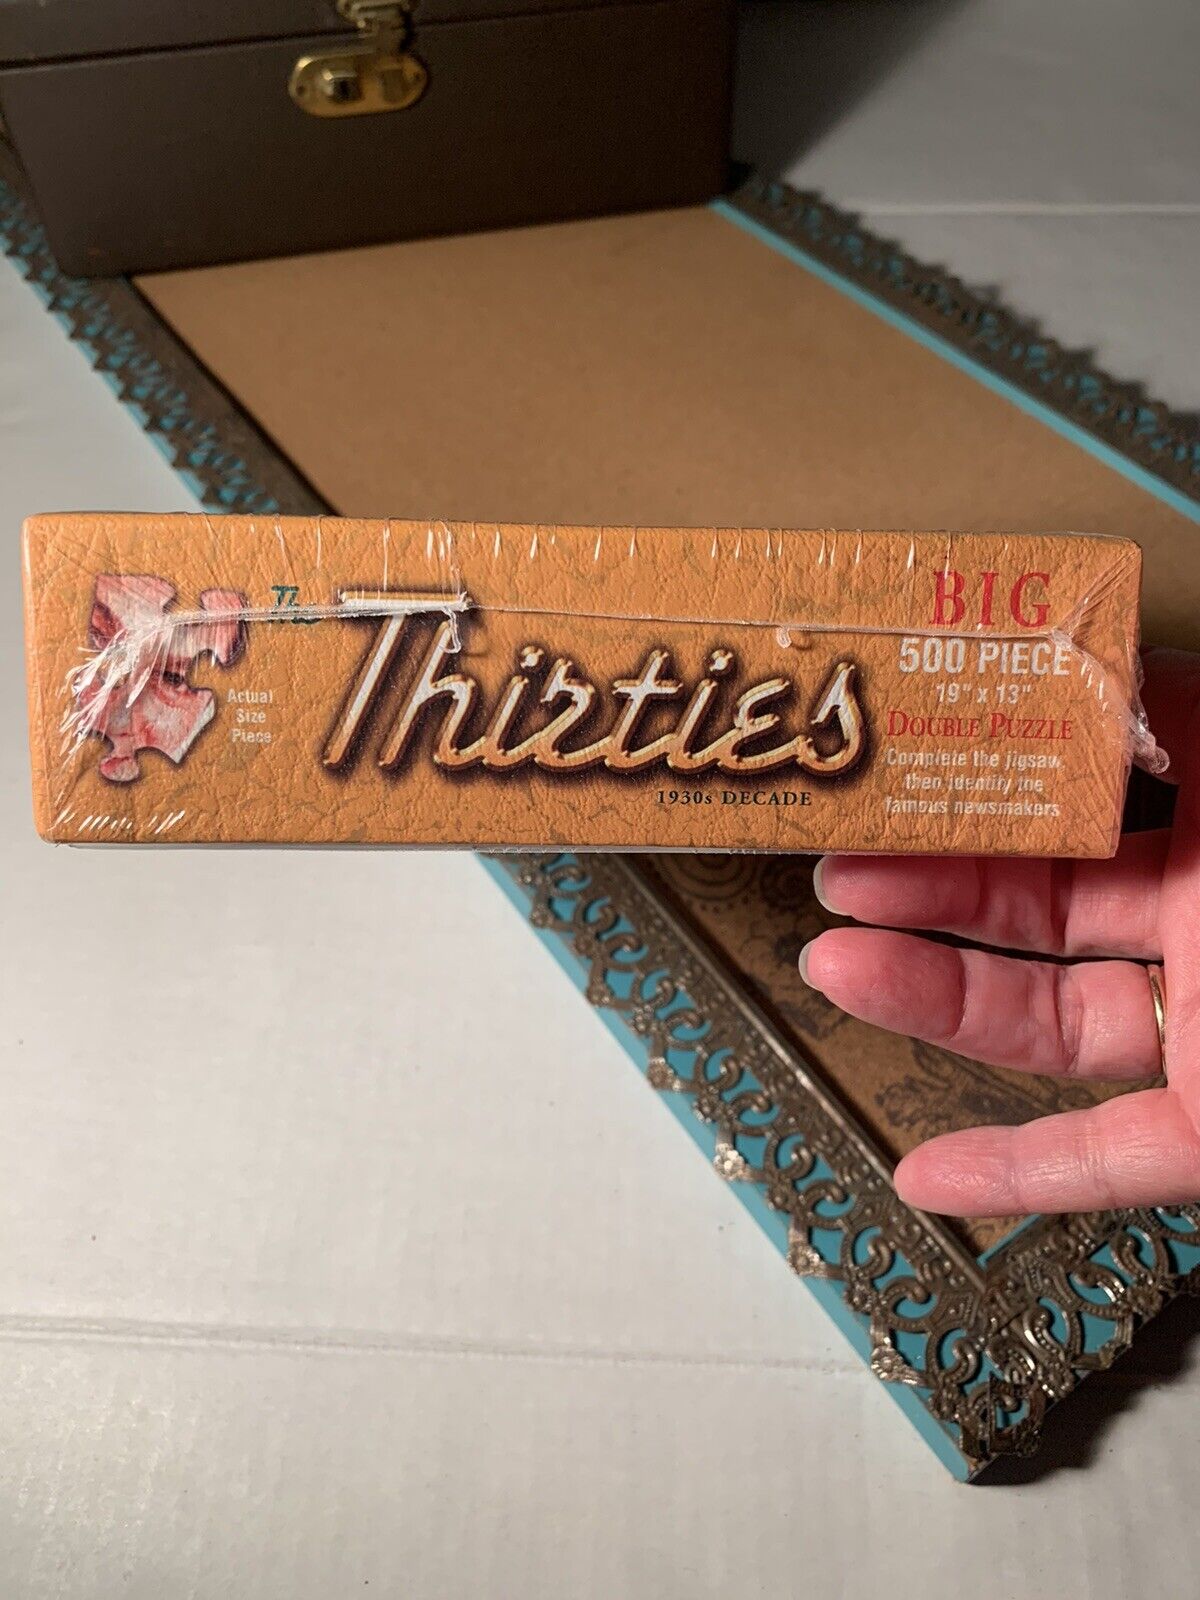 The
Thirties
1930s DECADE
Actual
Size
Piece
BIG
500 PIECE
19" x 13"
DOUBLE PUZZLE
Complete the jigsaw,
then identify the
famous newsmakers